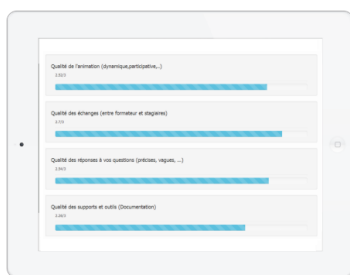 Qualité de l'animation (dynamique,participative,..)
Qualité des échanges (entre formateur et stagiaires)
Qualité des réponses à vos questions (précises, vagues, ...)
Qualité des supports et outils (Documentation)